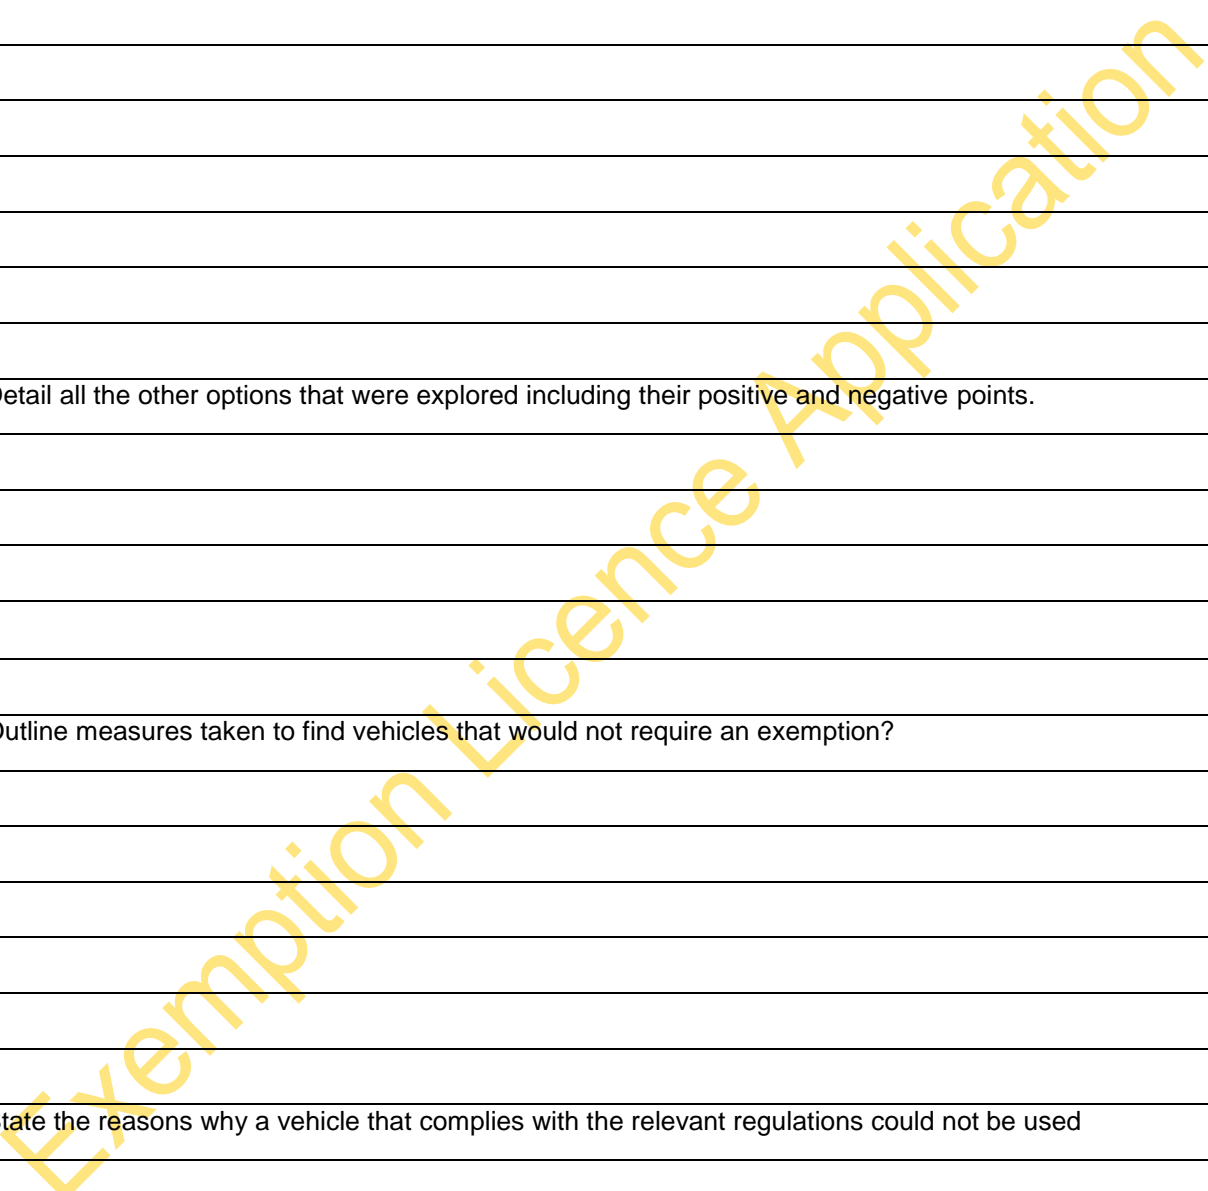 Detail all the other options that were explored including their positive and negative points.
Outline measures taken to find vehicles that would not require an exemption?
State the reasons why a vehicle that complies with the relevant regulations could not be used
Exemption Licence Application